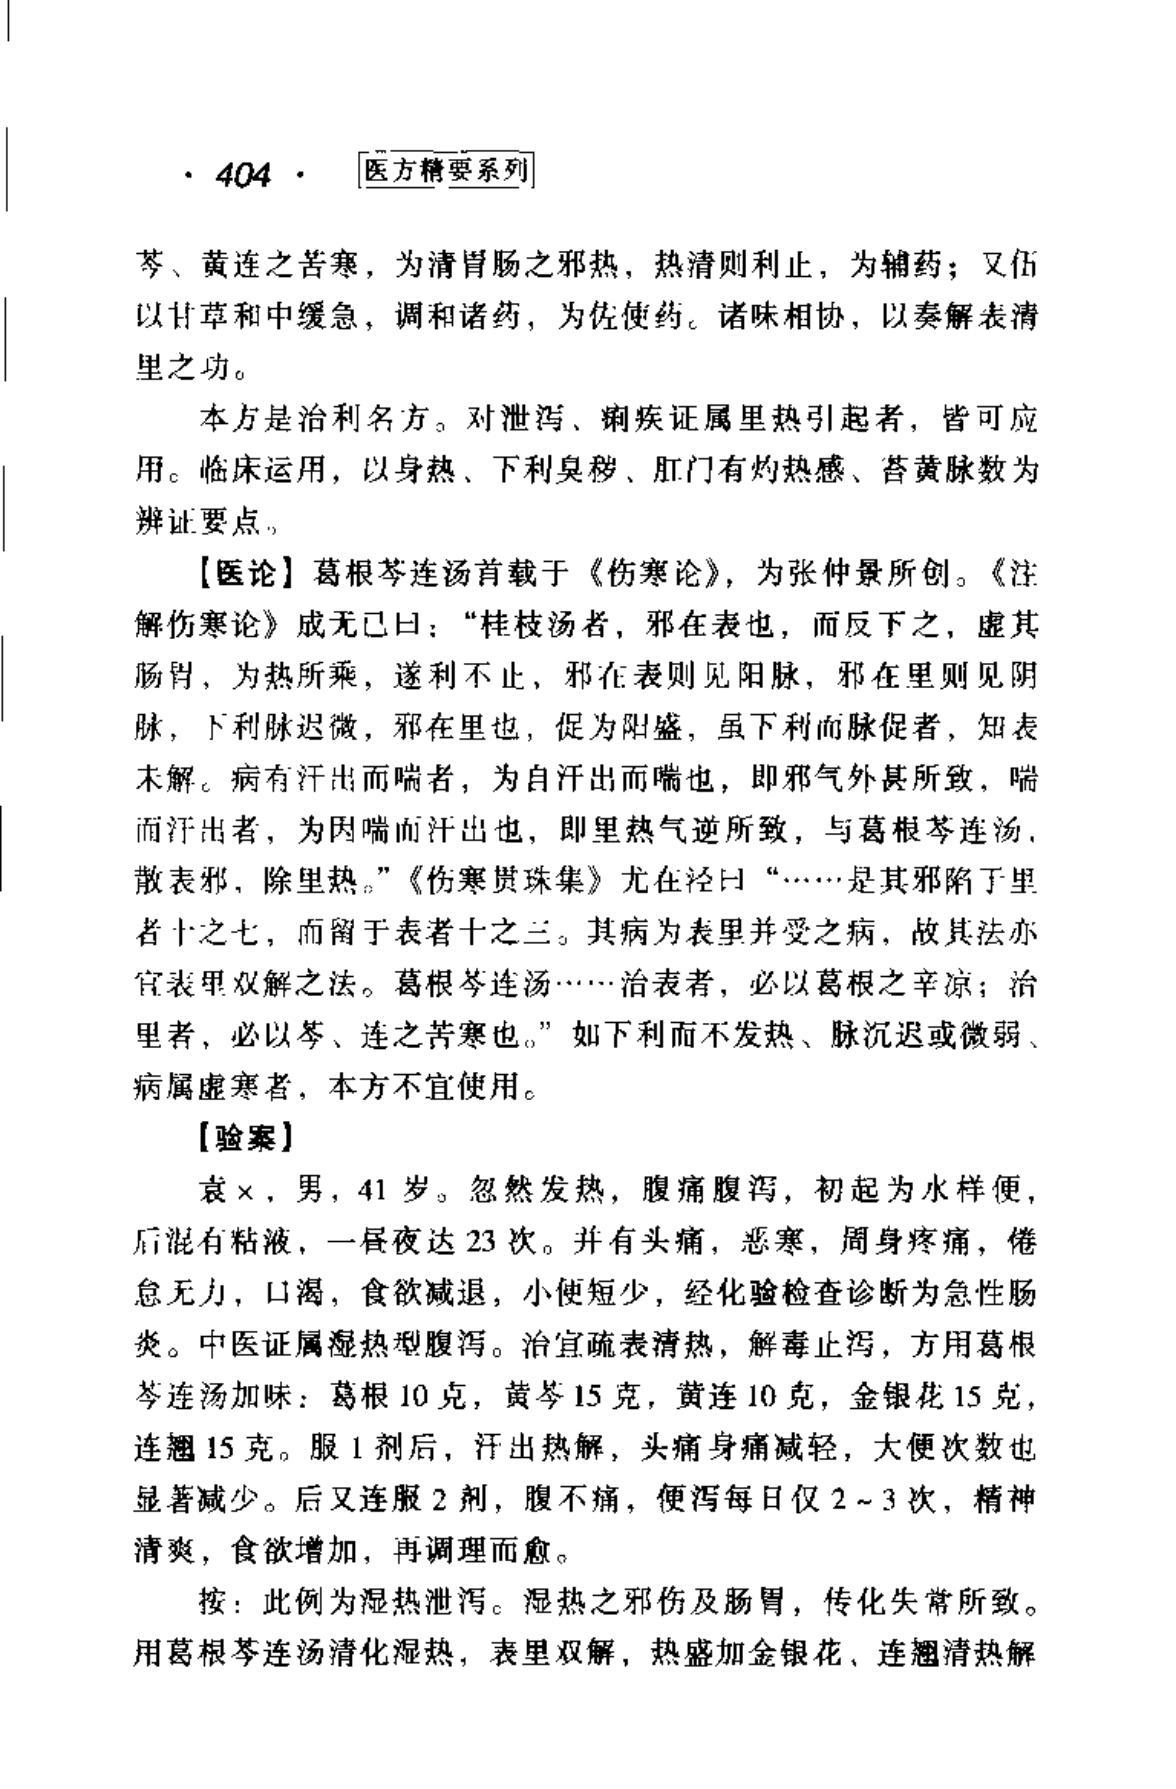 · 404 · 医方精要系列
芩、黄连之苦寒，为清胃肠之邪热，热清则利止，为辅药；又伍
以甘草和中缓急，调和诸药，为佐使药。诸味相协，以奏解表清
里之功。
本方是治利名方。对泄泻、痢疾证属里热引起者，皆可应
用。临床运用，以身热、下利臭秽、肛门有灼热感、苔黄脉数为
辨证要点。
【医论】葛根芩连汤首载于《伤寒论》，为张仲景所创。《注
解伤寒论》成无己曰：“桂枝汤者，邪在表也，而反下之，虚其
肠胃，为热所乘，遂利不止，邪在表则见阳脉，邪在里则见阴
脉，下利脉迟微，邪在里也，促为阳盛，虽下利而脉促者，知表
未解。病有汗出而喘者，为自汗出而喘也，即邪气外甚所致，喘
而汗出者，为因喘而汗出也，即里热气逆所致，与葛根芩连汤，
散表邪，除里热。”《伤寒贯珠集》尤在泾曰“……是其邪陷于里
者十之七，而留于表者十之三。其病为表里并受之病，故其法亦
宜表里双解之法。葛根芩连汤……治表者，必以葛根之辛凉；治
里者，必以芩、连之苦寒也。”如下利而不发热、脉沉迟或微弱、
病属虚寒者，本方不宜使用。
【验案】
袁×，男，41 岁。忽然发热，腹痛腹泻，初起为水样便，
后混有粘液，一昼夜达 23 次。并有头痛，恶寒，周身疼痛，倦
怠无力，口渴，食欲减退，小便短少，经化验检查诊断为急性肠
炎。中医证属湿热型腹泻。治宜疏表清热，解毒止泻，方用葛根
芩连汤加味：葛根 10 克，黄芩 15 克，黄连 10 克，金银花 15 克，
连翘 15 克。服 1 剂后，汗出热解，头痛身痛减轻，大便次数也
显著减少。后又连服 2 剂，腹不痛，便泻每日仅 2~3 次，精神
清爽，食欲增加，再调理而愈。
按：此例为湿热泄泻。湿热之邪伤及肠胃，传化失常所致。
用葛根芩连汤清化湿热，表里双解，热盛加金银花、连翘清热解